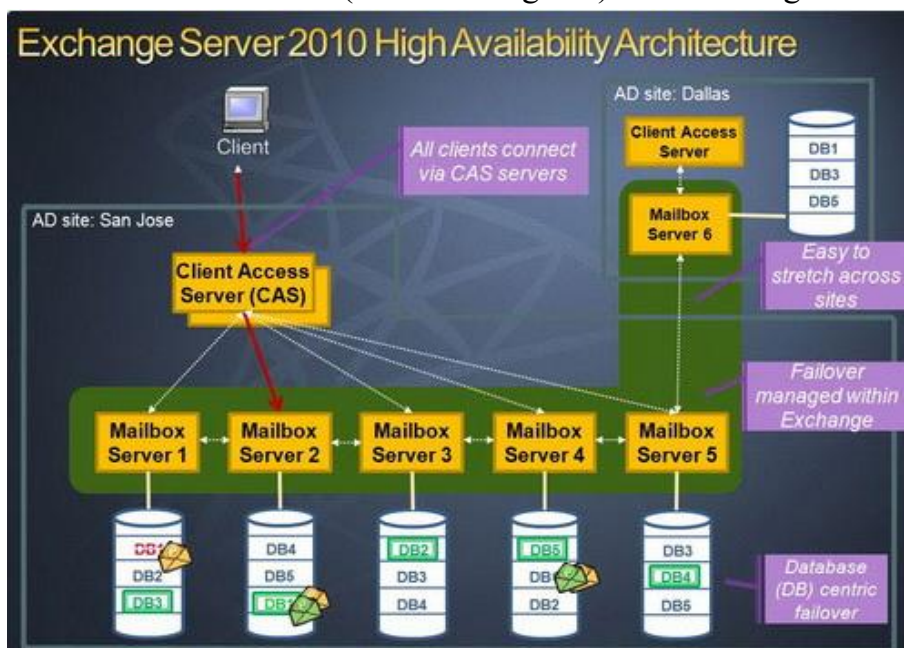 Exchange Server 2010 High Availability Architecture
Client
All clients connect
via CAS servers
AD site: Dallas
Client Access
Server
Mailbox
Server 6
DB1
DB3
DB5
Easy to
stretch across
sites
AD site: San Jose
Client Access
Server (CAS)
Failover
managed within
Exchange
Mailbox
Server 1
Mailbox
Server 2
Mailbox
Server 3
Mailbox
Server 4
Mailbox
Server 5
DB2
DB3
DB4
DB5
DB2
DB3
DB4
DB5
DB2
DB3
DB4
DB5
Database
(DB) centric
failover